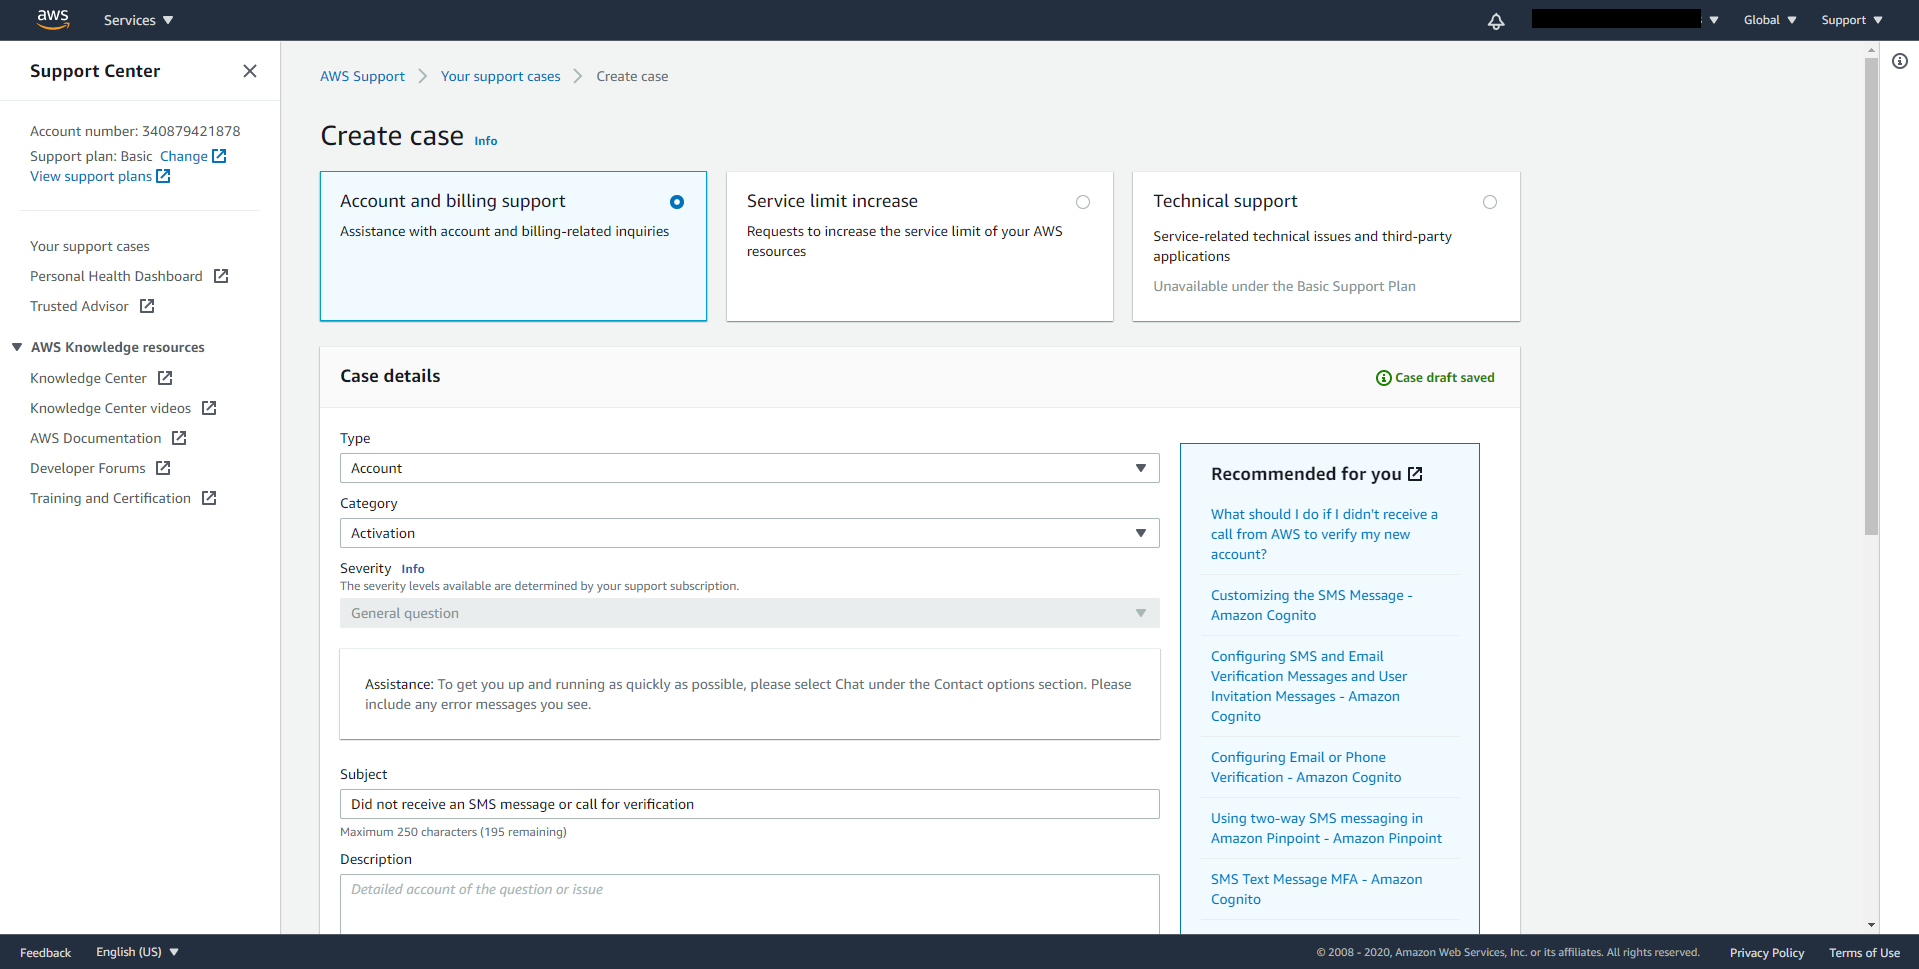 aws
Services
Global
Support
Support Center
Account number: 340879421878
Support plan: Basic Change
View support plans
Your support cases
Personal Health Dashboard
Trusted Advisor
AWS Knowledge resources
Knowledge Center
Knowledge Center videos
AWS Documentation
Developer Forums
Training and Certification
AWS Support
Your support cases
Create case
Create case Info
Account and billing support
Assistance with account and billing-related inquiries
Service limit increase
Requests to increase the service limit of your AWS
resources
Technical support
Service-related technical issues and third-party
applications
Unavailable under the Basic Support Plan
Case details
Case draft saved
Type
Account
Category
Activation
Severity Info
The severity levels available are determined by your support subscription.
General question
Assistance: To get you up and running as quickly as possible, please select Chat under the Contact options section. Please
include any error messages you see.
Subject
Did not receive an SMS message or call for verification
Maximum 250 characters (195 remaining)
Description
Detailed account of the question or issue
Recommended for you
What should I do if I didn't receive a
call from AWS to verify my new
account?
Customizing the SMS Message -
Amazon Cognito
Configuring SMS and Email
Verification Messages and User
Invitation Messages - Amazon
Cognito
Configuring Email or Phone
Verification - Amazon Cognito
Using two-way SMS messaging in
Amazon Pinpoint - Amazon Pinpoint
SMS Text Message MFA - Amazon
Cognito
Feedback
English (US)
© 2008 - 2020, Amazon Web Services, Inc. or its affiliates. All rights reserved.
Privacy Policy
Terms of Use